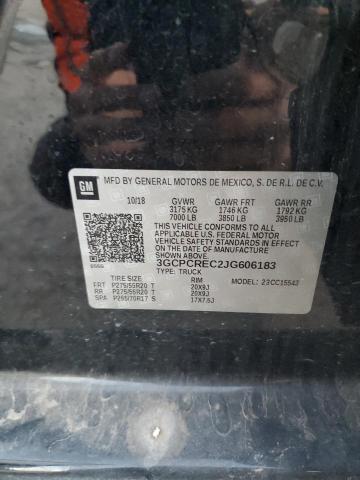 GM
MFD BY GENERAL MOTORS DE MEXICO, S. DE R.L. DE C.V.
10/18 GVWR GAWR FRT GAWR RR
3175 KG 1746 KG 1792 KG
7000 LB 3850 LB 3950 LB
THIS VEHICLE CONFORMS TO ALL
APPLICABLE U.S. FEDERAL MOTOR
VEHICLE SAFETY AND THEFT
PREVENTION STANDARDS IN EFFECT
ON THE DATE OF MANUFACTURE
SHOWN ABOVE.
3GCPCREC2JG606183
TYPE: TRUCK
TIRE SIZE RIM MODEL: 23CC15543
FRT P275/55R20 T 20X9J
RR P275/55R20 T 20X9J
SPA P265/70R17 S 17X7.5J